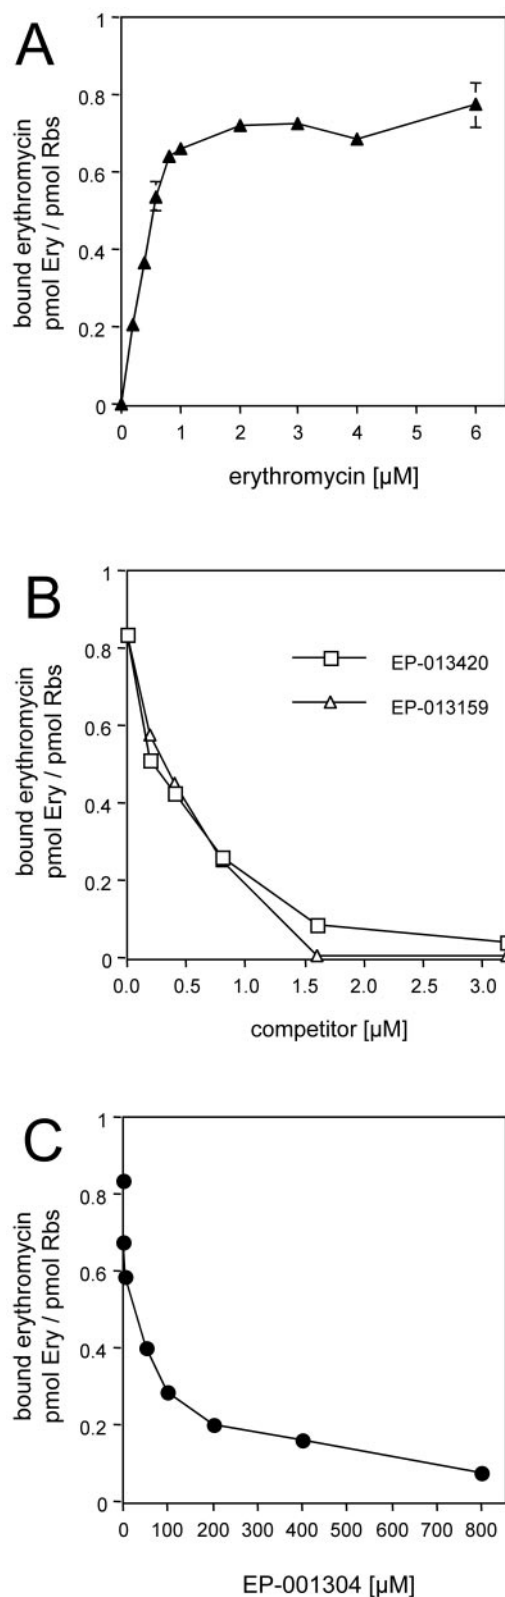 A
bound erythromycin
pmol Ery / pmol Rbs
1
0.8
0.6
0.4
0.2
0
0 1 2 3 4 5 6
erythromycin [µM]
B
bound erythromycin
pmol Ery / pmol Rbs
1
0.8
0.6
0.4
0.2
0
EP-013420
EP-013159
0.0 0.5 1.0 1.5 2.0 2.5 3.0
competitor [µM]
C
bound erythromycin
pmol Ery / pmol Rbs
1
0.8
0.6
0.4
0.2
0
0 100 200 300 400 500 600 700 800
EP-001304 [µM]